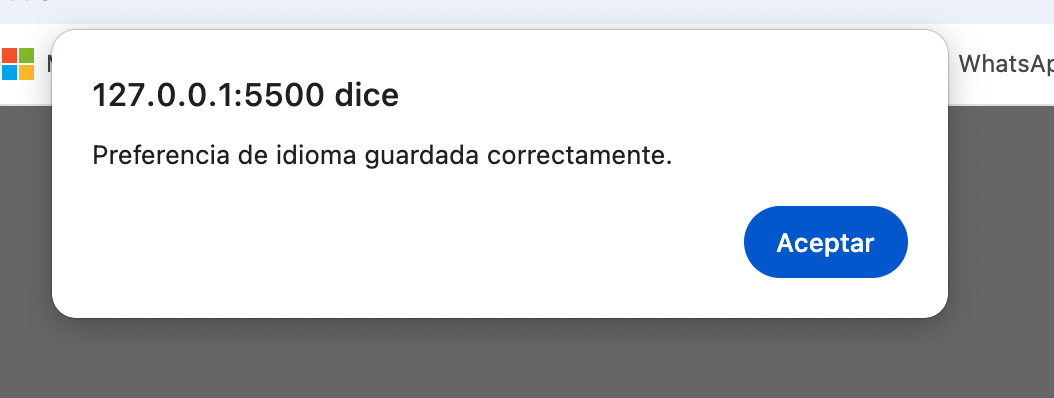 127.0.0.1:5500 dice
WhatsAp
Preferencia de idioma guardada correctamente.
Aceptar